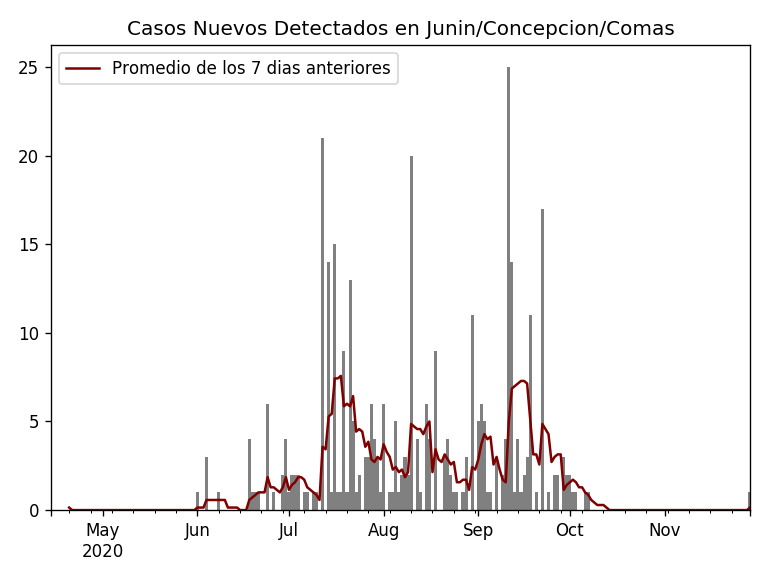 Casos Nuevos Detectados en Junin/Concepcion/Comas
Promedio de los 7 dias anteriores
25
20
15
10
5
0
May Jun Jul Aug Sep Oct Nov
2020